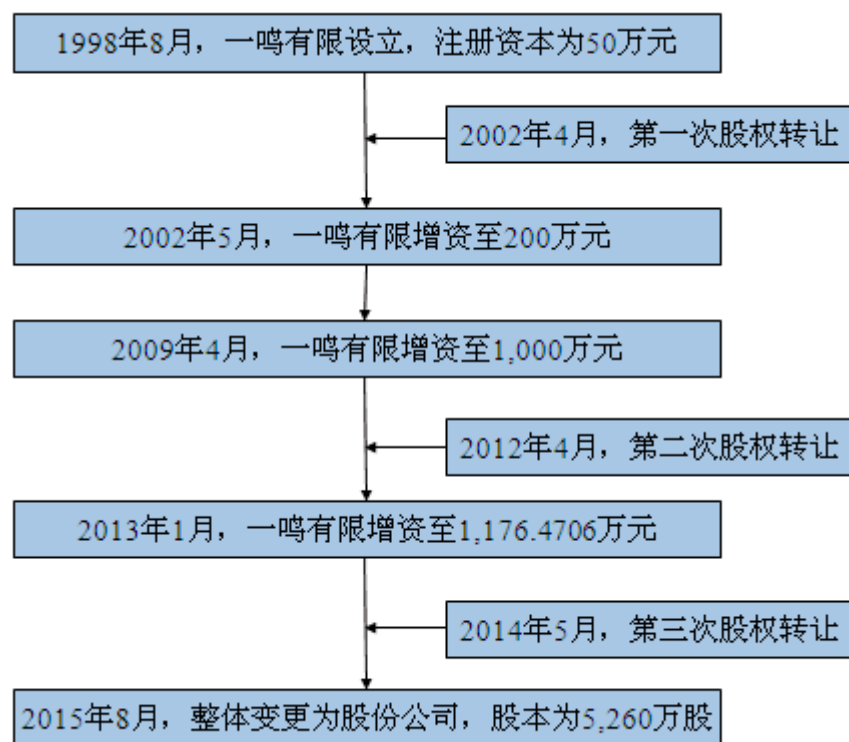 1998年8月，一鸣有限设立，注册资本为50万元
2002年4月，第一次股权转让
2002年5月，一鸣有限增资至200万元
2009年4月，一鸣有限增资至1,000万元
2012年4月，第二次股权转让
2013年1月，一鸣有限增资至1,176.4706万元
2014年5月，第三次股权转让
2015年8月，整体变更为股份公司，股本为5,260万股